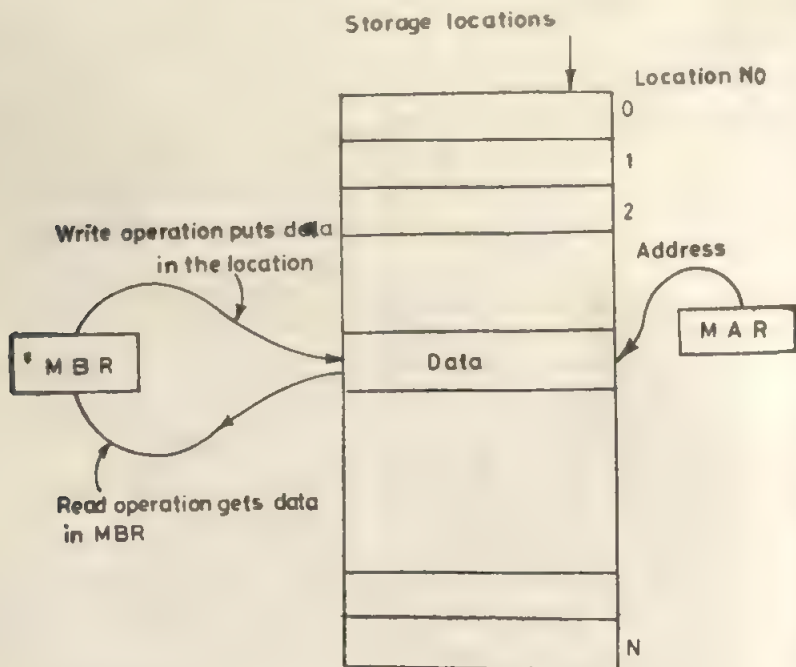 Storage locations
Location No
0
1
2
Write operation puts data
in the location
Address
MBR
Data
MAR
Read operation gets data
in MBR
N